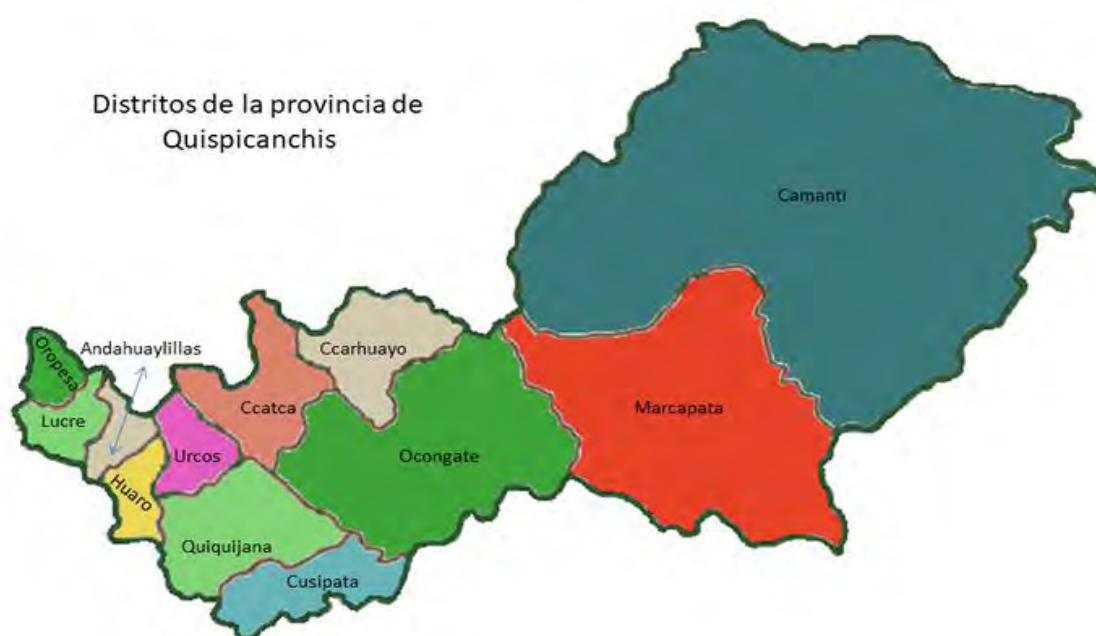 Distritos de la provincia de
Quispicanchis
Camanti
Oropesa
Andahuaylillas
Ccarhuayo
Lucre
Ccatca
Marcapata
Urcos
Ocongate
Huaro
Quiquijana
Cusipata